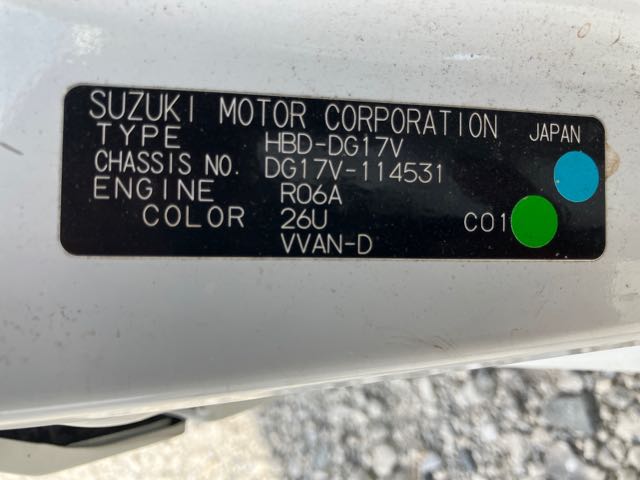 SUZUKI MOTOR CORPORATION JAPAN
TYPE HBD-DG17V
CHASSIS NO. DG17V-114531
ENGINE R06A
COLOR 26U C01
VVAN-D